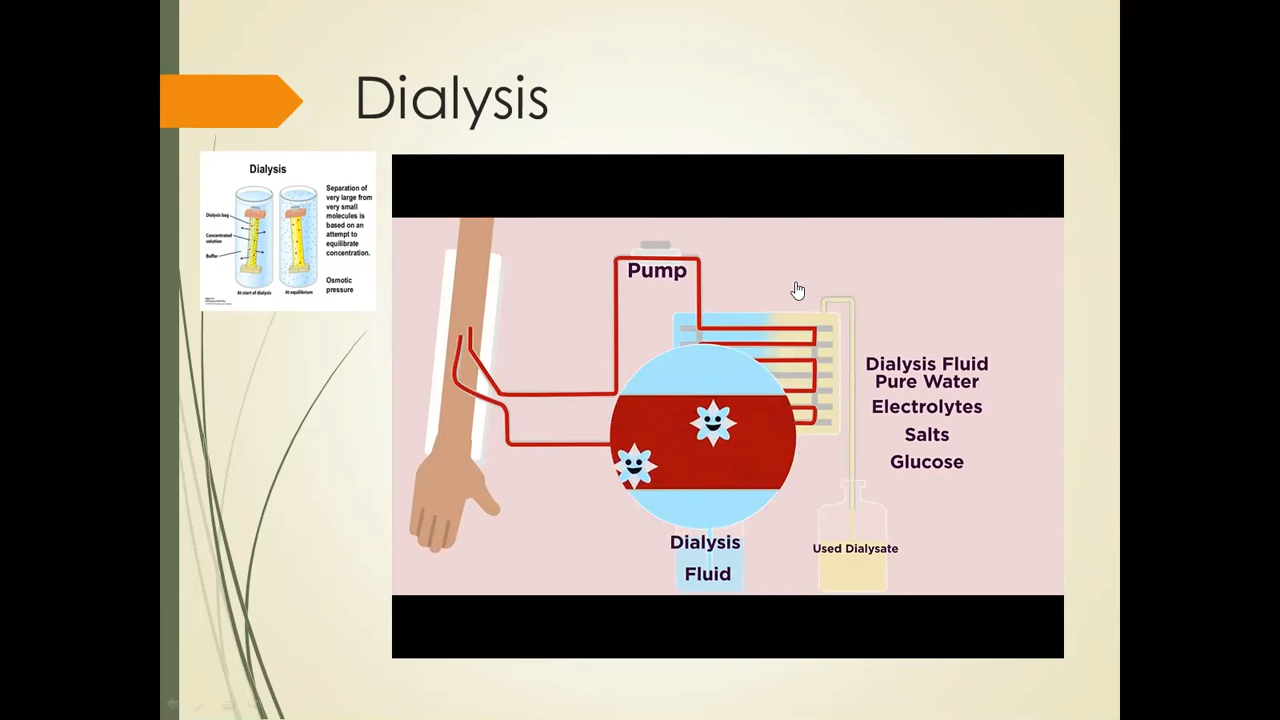 Dialysis
Dialysis
Separation of
very large from
very small
molecules is
based on an
attempt to
equilibrate
concentration.
Osmotic
pressure
Dialysis bag
Concentrated
solution
Buffer
At start of dialysis
At equilibrium
Pump
Dialysis Fluid
Pure Water
Electrolytes
Salts
Glucose
Dialysis
Fluid
Used Dialysate